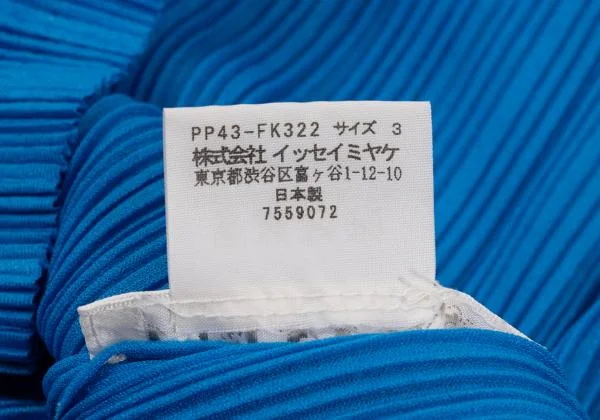 PP43-FK322 サイズ 3
株式会社 イッセイミヤケ
東京都渋谷区富ヶ谷1-12-10
日本製
7559072